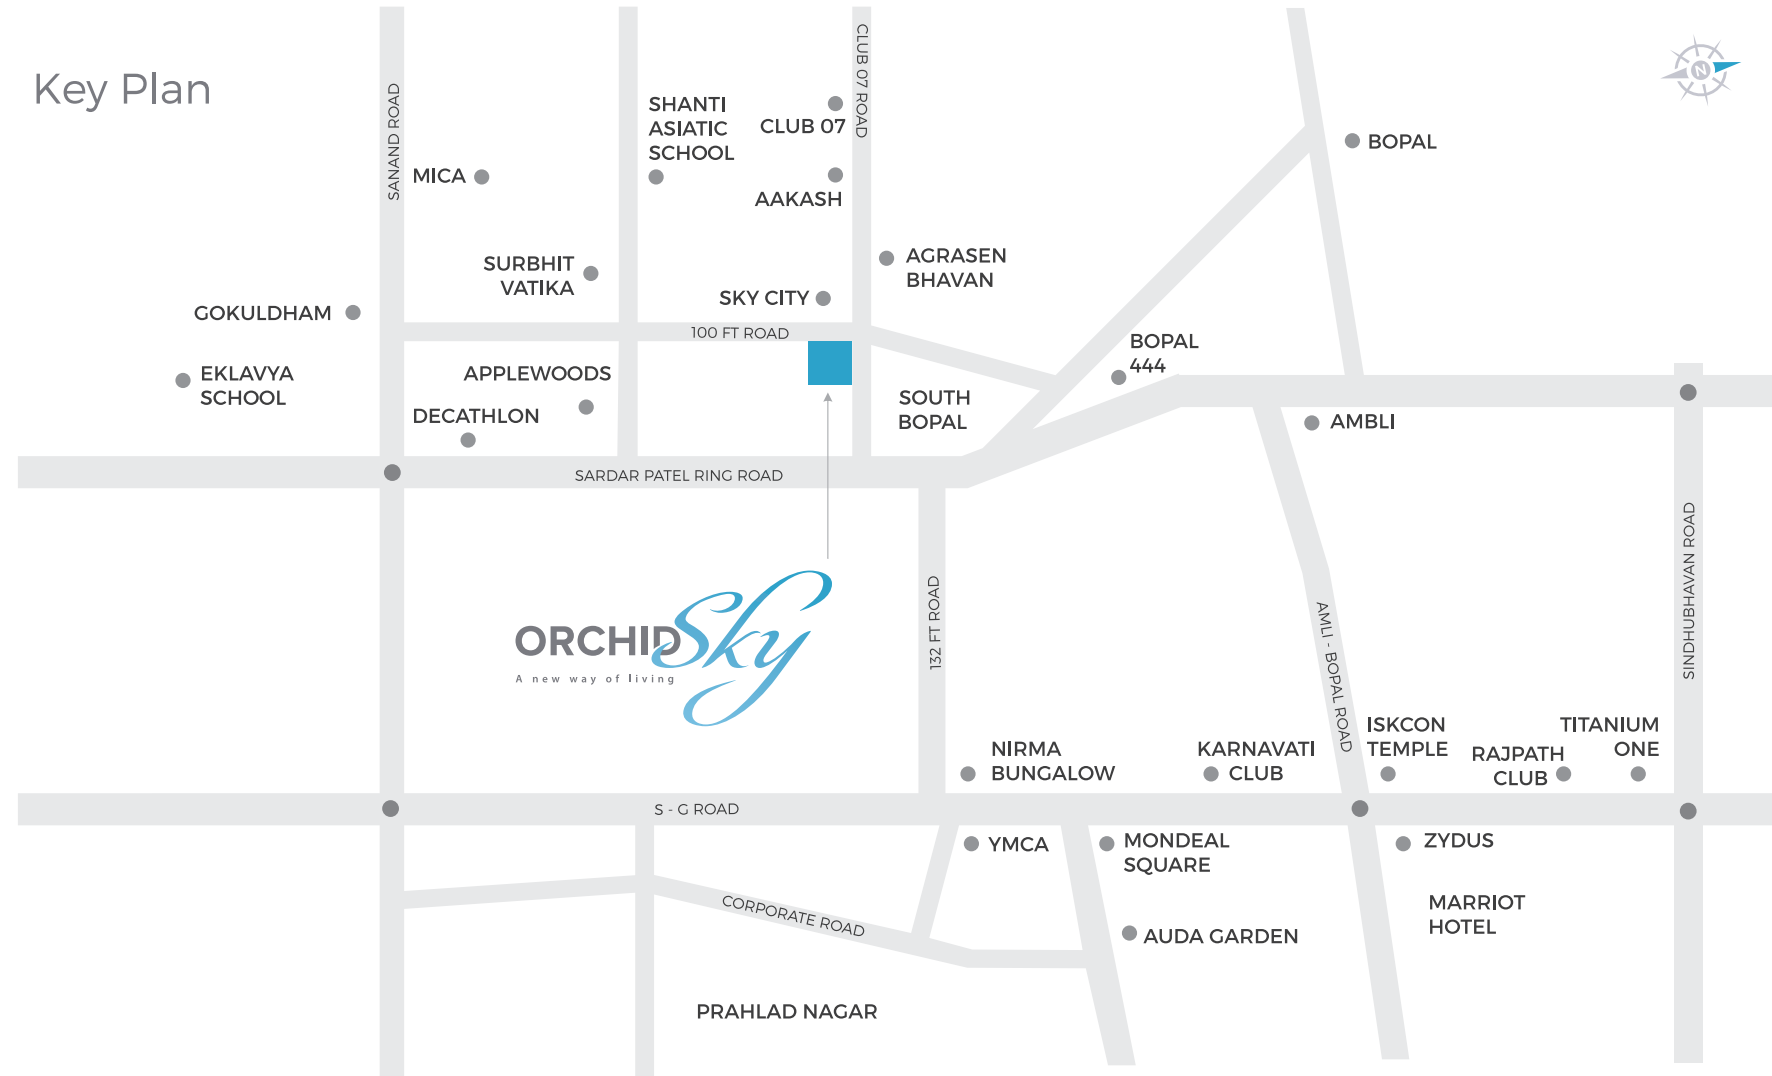 Key Plan
SANAND ROAD
CLUB 07 ROAD
N
SHANTI
ASIATIC
SCHOOL
CLUB 07
BOPAL
MICA
AAKASH
SURBHIT
VATIKA
AGRASEN
BHAVAN
SKY CITY
GOKULDHAM
100 FT ROAD
BOPAL
444
EKLAVYA
SCHOOL
APPLEWOODS
DECATHLON
SOUTH
BOPAL
AMBLI
SARDAR PATEL RING ROAD
ORCHID Sky
A new way of living
132 FT ROAD
AMLI - BOPAL ROAD
SINDHUBHAVAN ROAD
NIRMA
BUNGALOW
KARNAVATI
CLUB
ISKCON
TEMPLE
RAJPATH
CLUB
TITANIUM
ONE
S - G ROAD
YMCA
MONDEAL
SQUARE
ZYDUS
CORPORATE ROAD
AUDA GARDEN
MARRIOT
HOTEL
PRAHLAD NAGAR